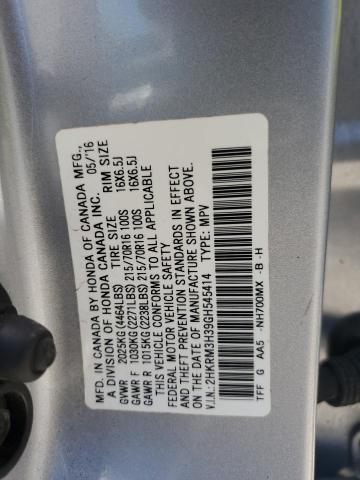 MFD. IN CANADA BY HONDA OF CANADA MFG.,
A DIVISION OF HONDA CANADA INC. 05/16
TIRE SIZE RIM SIZE
GVWR 2025KG(4464LBS)
GAWR F 1030KG(2271LBS) 215/70R16 100S 16X6.5J
GAWR R 1015KG(2238LBS) 215/70R16 100S 16X6.5J
THIS VEHICLE CONFORMS TO ALL APPLICABLE
FEDERAL MOTOR VEHICLE SAFETY STANDARDS IN EFFECT
AND THEFT PREVENTION STANDARDS IN EFFECT
ON THE DATE OF MANUFACTURE SHOWN ABOVE.
V.I.N.:2HKRM3H39GH545414 TYPE: MPV
TFF G AA5 -NH700MX -B -H